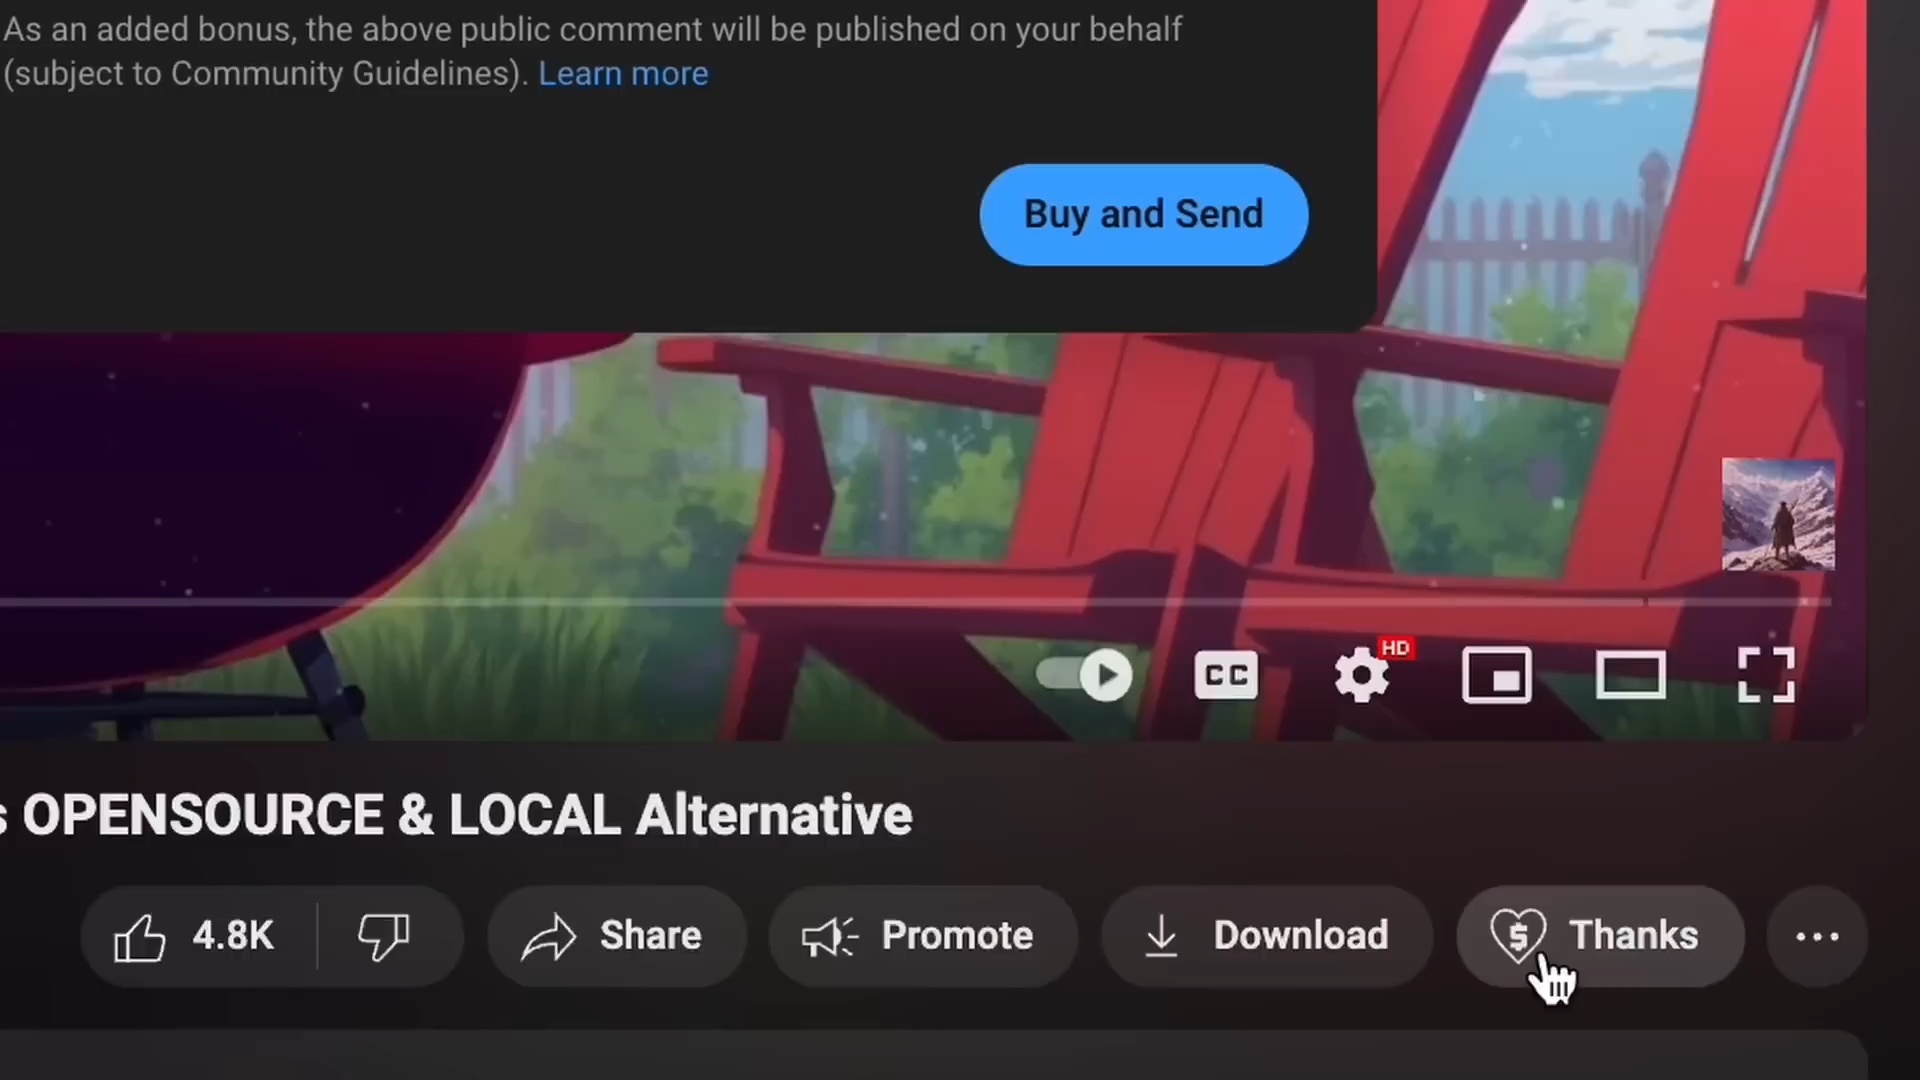 As an added bonus, the above public comment will be published on your behalf
(subject to Community Guidelines). Learn more
Buy and Send
CC
HD
s OPENSOURCE & LOCAL Alternative
4.8K
Share
Promote
Download
$ Thanks